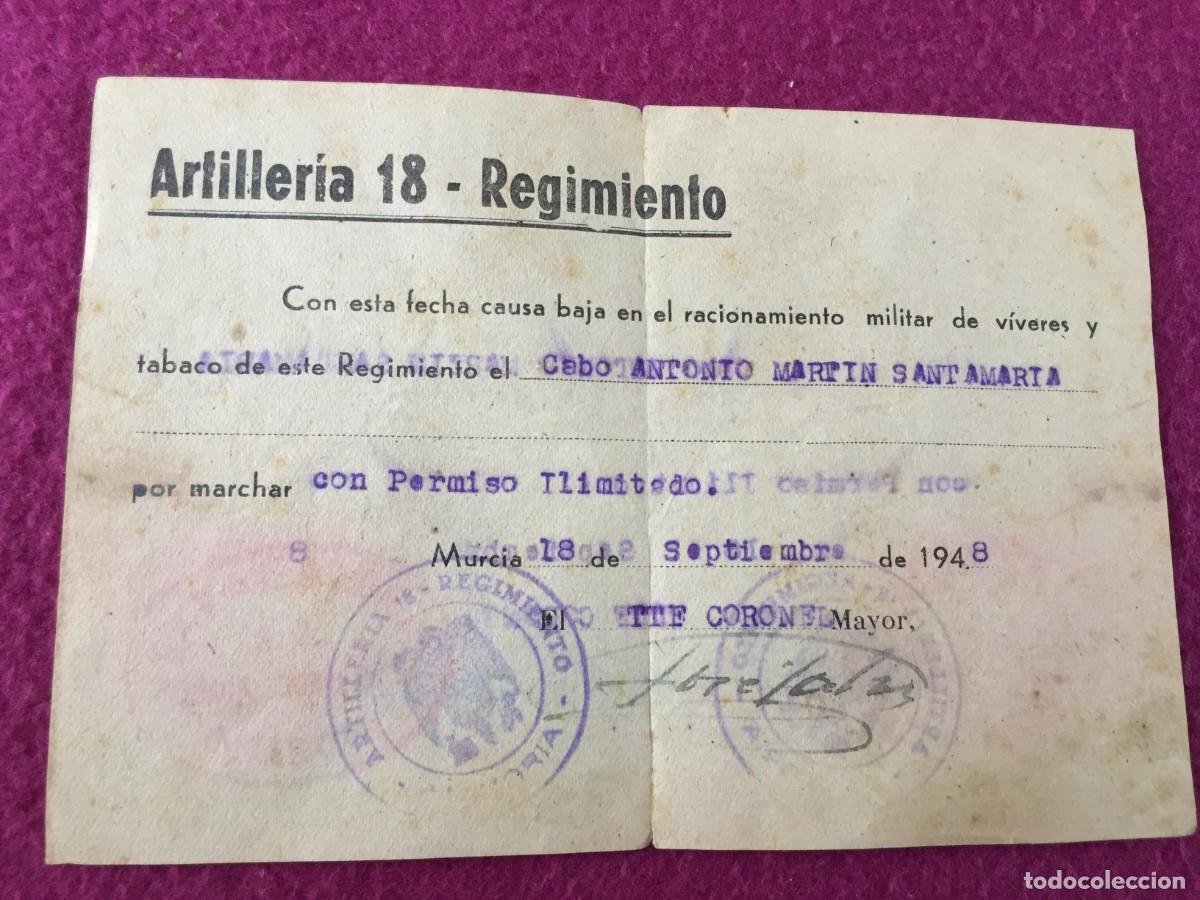 Artillería 18 - Regimiento
Con esta fecha causa baja en el racionamiento militar de víveres y
tabaco de este Regimiento el Cabo ANTONIO MARTIN SANTAMARIA
por marchar con Permiso Ilimitado.
Murcia 18 de Septiembre de 1948
El TTE CORONEL Mayor,
ARTILLERIA 18 - REGIMIENTO
todocoleccion